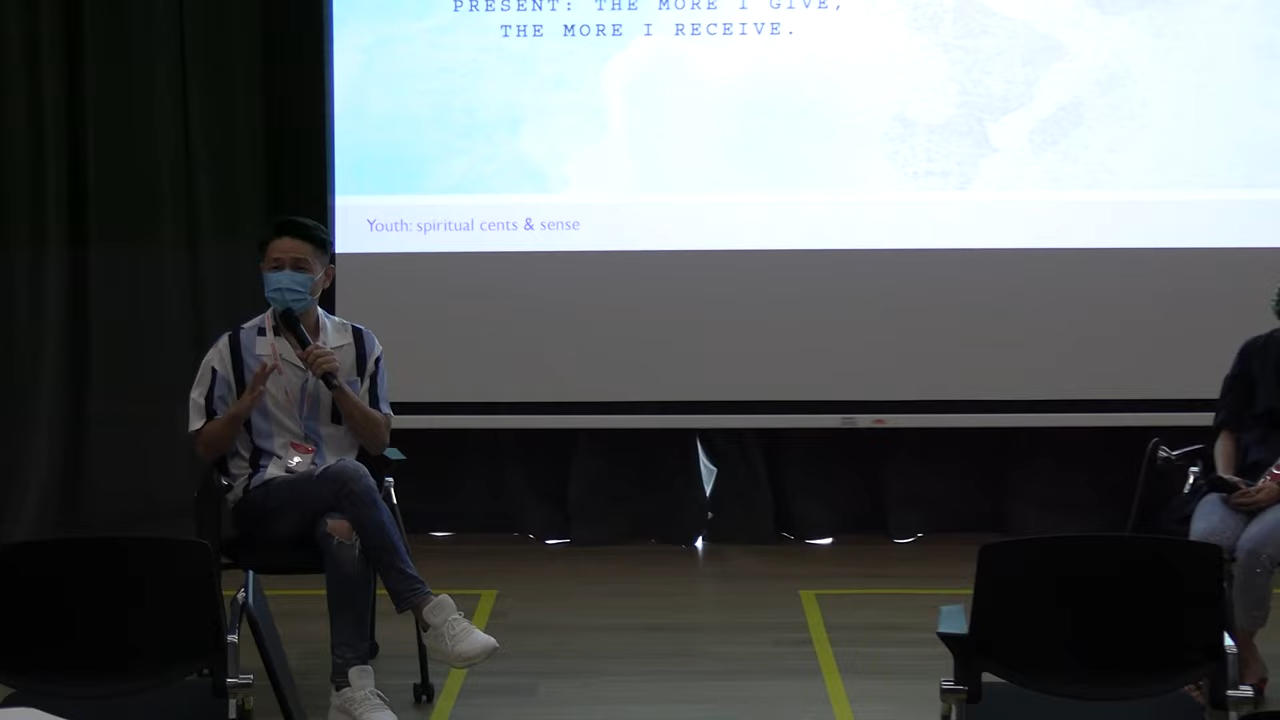 PRESENT: THE MORE I GIVE,
THE MORE I RECEIVE.
Youth: spiritual cents & sense